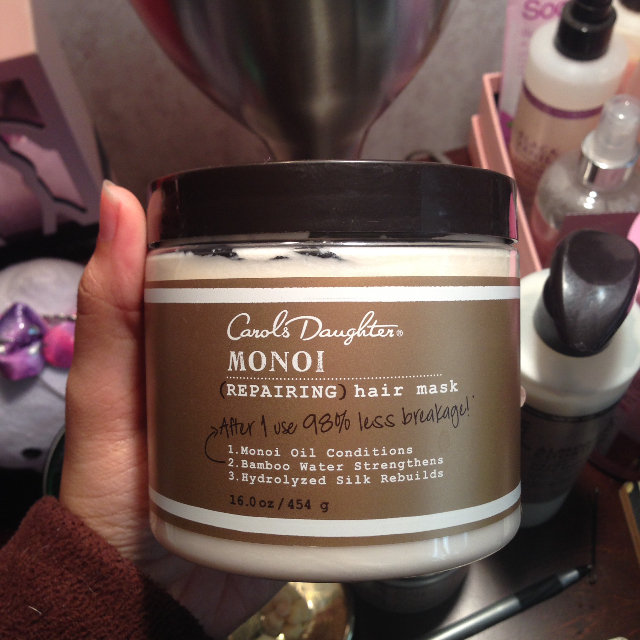 Carol's Daughter®
MONOI
(REPAIRING) hair mask
After 1 use 98% less breakage!
1.Monoi Oil Conditions
2.Bamboo Water Strengthens
3.Hydrolyzed Silk Rebuilds
16.0 oz / 454 g